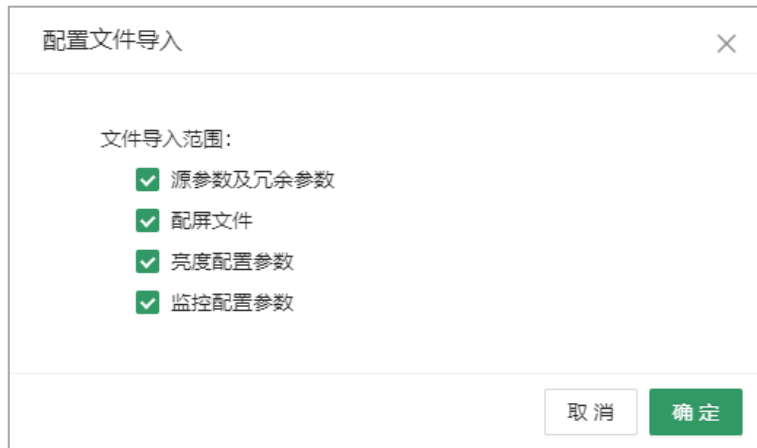 配置文件导入
文件导入范围：
源参数及冗余参数
配屏文件
亮度配置参数
监控配置参数
取消
确定